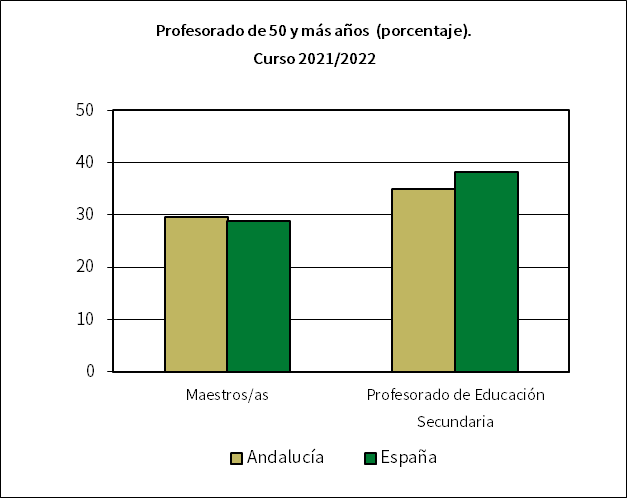 Profesorado de 50 y más años  (porcentaje).
Curso 2021/2022
50
40
30
20
10
0
Maestros/as
Profesorado de Educación
Secundaria
Andalucía
España